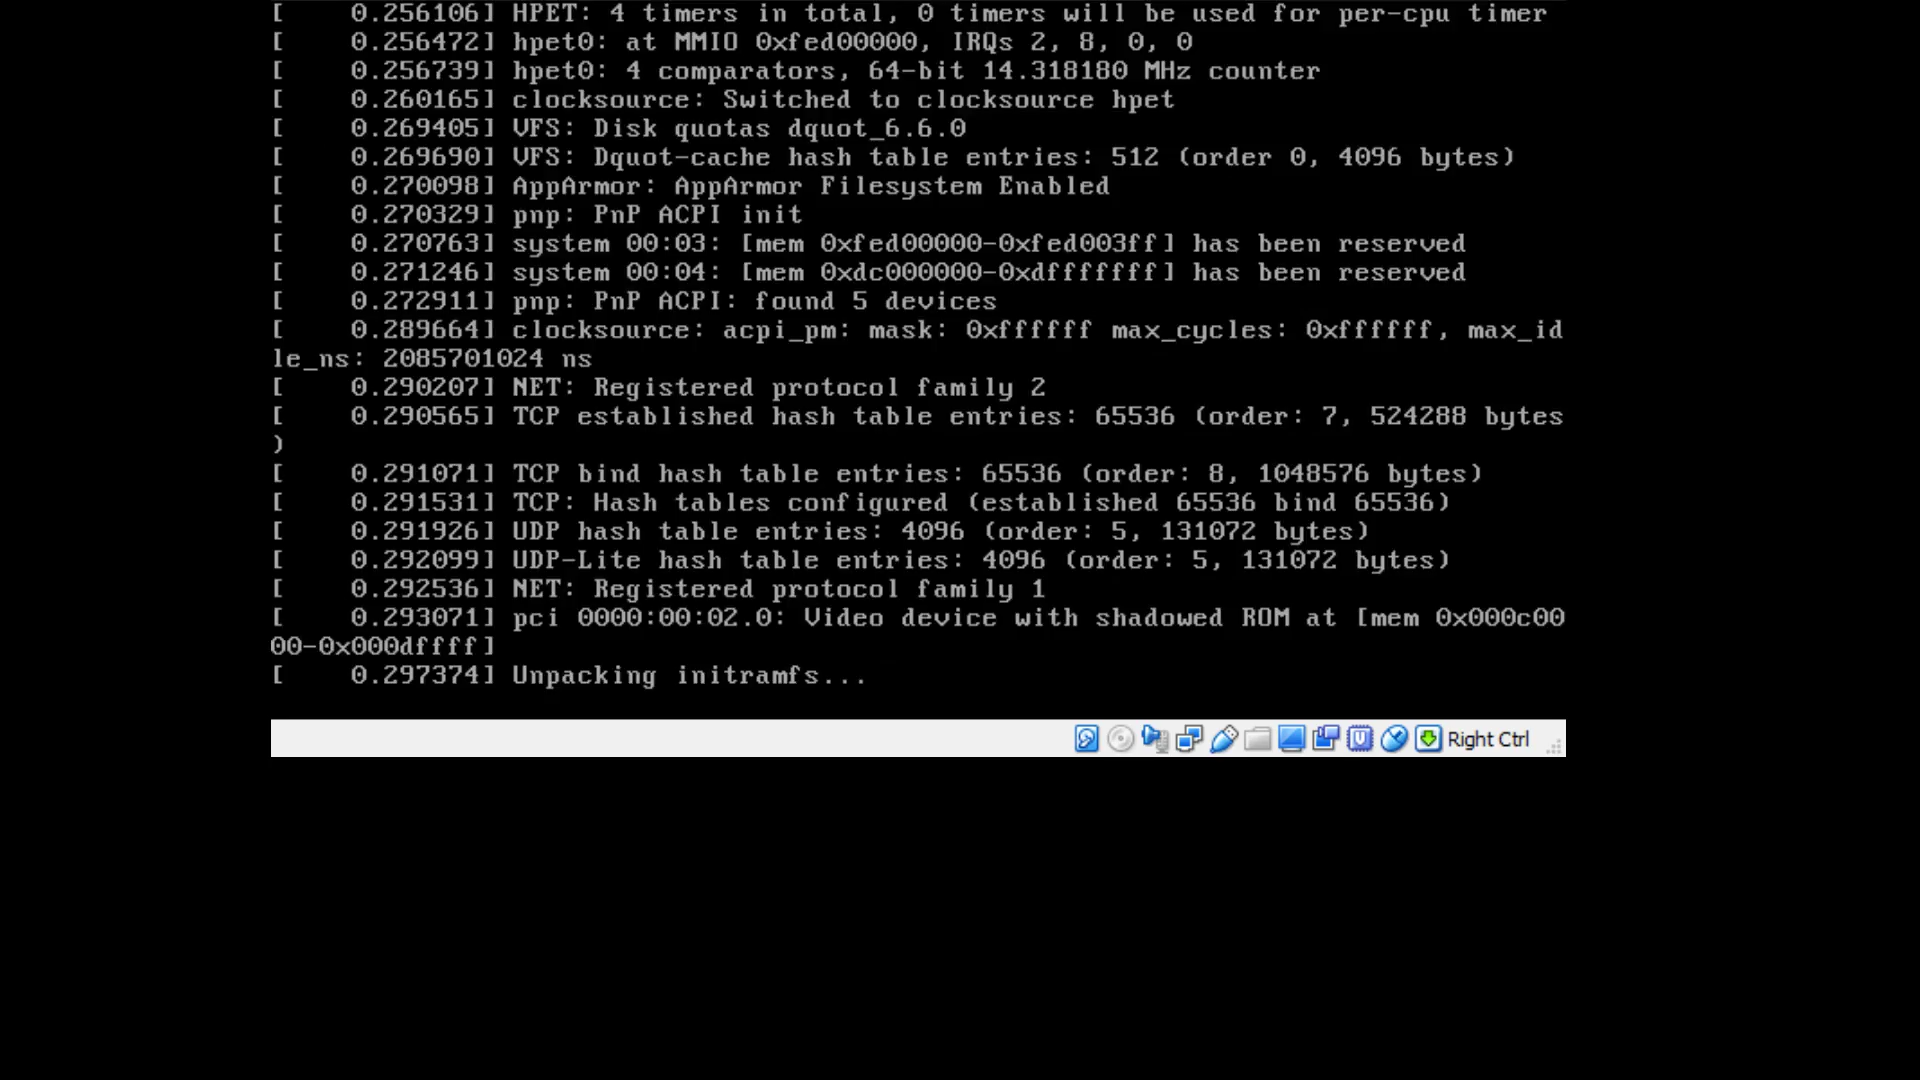 [    0.256106] HPET: 4 timers in total, 0 timers will be used for per-cpu timer
[    0.256472] hpet0: at MMIO 0xfed00000, IRQs 2, 8, 0, 0
[    0.256739] hpet0: 4 comparators, 64-bit 14.318180 MHz counter
[    0.260165] clocksource: Switched to clocksource hpet
[    0.269405] VFS: Disk quotas dquot_6.6.0
[    0.269690] VFS: Dquot-cache hash table entries: 512 (order 0, 4096 bytes)
[    0.270098] AppArmor: AppArmor Filesystem Enabled
[    0.270329] pnp: PnP ACPI init
[    0.270763] system 00:03: [mem 0xfed00000-0xfed003ff] has been reserved
[    0.271246] system 00:04: [mem 0xdc000000-0xdfffffff] has been reserved
[    0.272911] pnp: PnP ACPI: found 5 devices
[    0.289664] clocksource: acpi_pm: mask: 0xffffff max_cycles: 0xffffff, max_id
le_ns: 2085701024 ns
[    0.290207] NET: Registered protocol family 2
[    0.290565] TCP established hash table entries: 65536 (order: 7, 524288 bytes
)
[    0.291071] TCP bind hash table entries: 65536 (order: 8, 1048576 bytes)
[    0.291531] TCP: Hash tables configured (established 65536 bind 65536)
[    0.291926] UDP hash table entries: 4096 (order: 5, 131072 bytes)
[    0.292099] UDP-Lite hash table entries: 4096 (order: 5, 131072 bytes)
[    0.292536] NET: Registered protocol family 1
[    0.293071] pci 0000:00:02.0: Video device with shadowed ROM at [mem 0x000c00
00-0x000dffff]
[    0.297374] Unpacking initramfs...
Right Ctrl